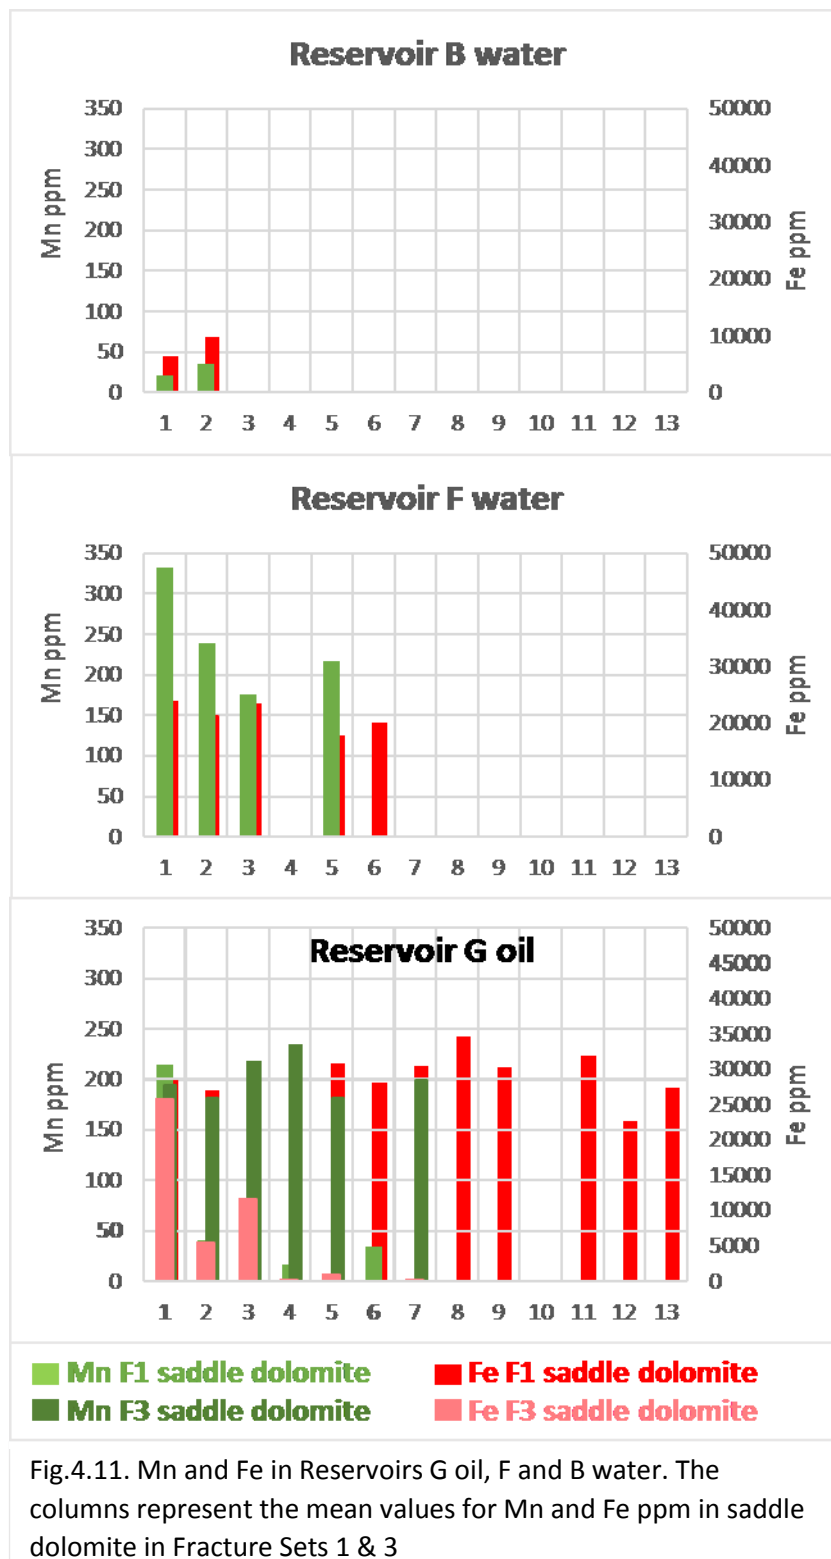 Reservoir B water
Mn ppm
350
300
250
200
150
100
50
0
50000
40000
30000
20000
10000
0
Fe ppm
1 2 3 4 5 6 7 8 9 10 11 12 13
Reservoir F water
Mn ppm
350
300
250
200
150
100
50
0
50000
40000
30000
20000
10000
0
Fe ppm
1 2 3 4 5 6 7 8 9 10 11 12 13
Reservoir G oil
Mn ppm
350
300
250
200
150
100
50
0
50000
45000
40000
35000
30000
25000
20000
15000
10000
5000
0
Fe ppm
1 2 3 4 5 6 7 8 9 10 11 12 13
Mn F1 saddle dolomite
Fe F1 saddle dolomite
Mn F3 saddle dolomite
Fe F3 saddle dolomite
Fig.4.11. Mn and Fe in Reservoirs G oil, F and B water. The
columns represent the mean values for Mn and Fe ppm in saddle
dolomite in Fracture Sets 1 & 3